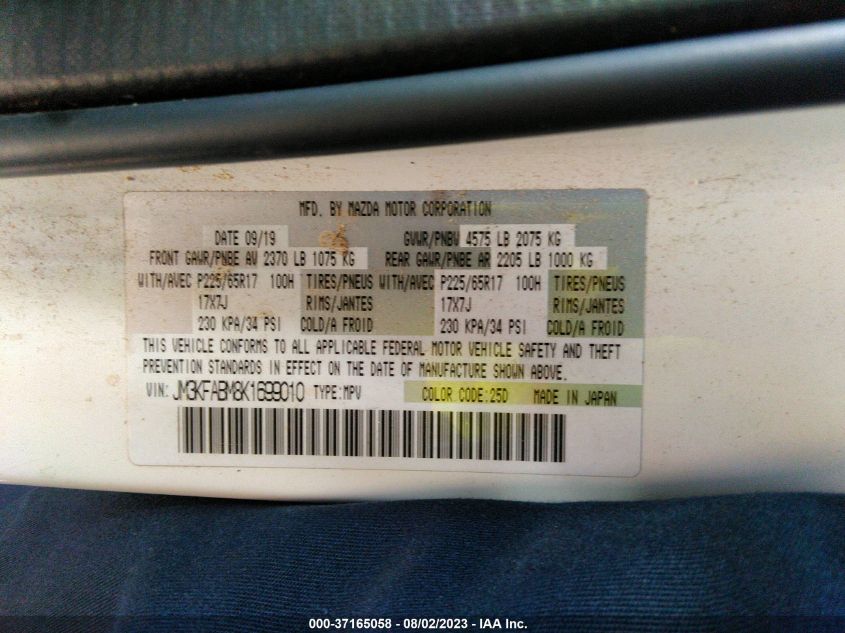 MFD. BY MAZDA MOTOR CORPORATION
DATE 09/19 GVWR/PNBV 4575 LB 2075 KG
FRONT GAWR/PNBE AV 2370 LB 1075 KG REAR GAWR/PNBE AR 2205 LB 1000 KG
WITH/AVEC P225/65R17 100H TIRES/PNEUS WITH/AVEC P225/65R17 100H TIRES/PNEUS
17X7J RIMS/JANTES 17X7J RIMS/JANTES
230 KPA/34 PSI COLD/A FROID 230 KPA/34 PSI COLD/A FROID
THIS VEHICLE CONFORMS TO ALL APPLICABLE FEDERAL MOTOR VEHICLE SAFETY AND THEFT
PREVENTION STANDARDS IN EFFECT ON THE DATE OF MANUFACTURE SHOWN ABOVE.
VIN: JM3KFABM8K1699010 TYPE:MPV COLOR CODE:25D MADE IN JAPAN
000-37165058 - 08/02/2023 - IAA Inc.